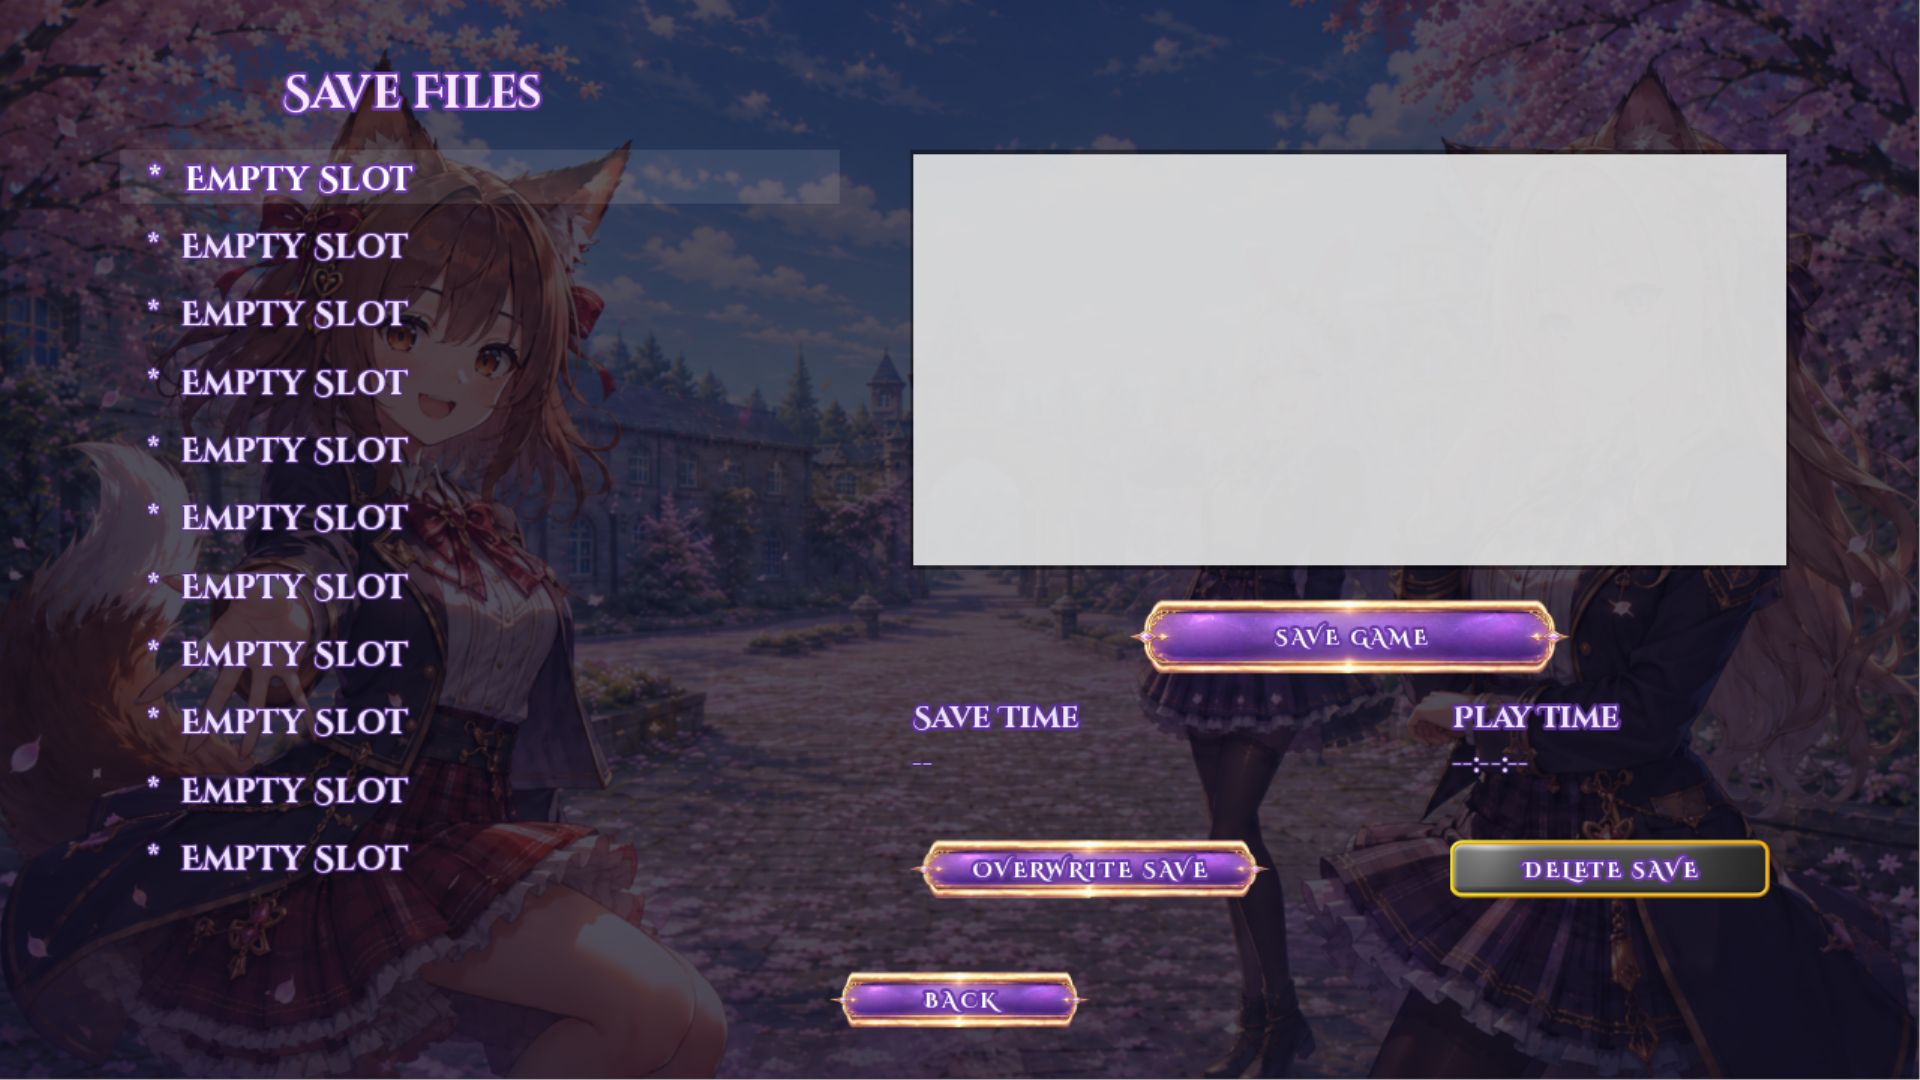 SAVE FILES
* EMPTY SLOT
* EMPTY SLOT
* EMPTY SLOT
* EMPTY SLOT
* EMPTY SLOT
* EMPTY SLOT
* EMPTY SLOT
* EMPTY SLOT
* EMPTY SLOT
* EMPTY SLOT
* EMPTY SLOT
SAVE GAME
SAVE TIME
--
PLAY TIME
--:--:--
OVERWRITE SAVE
DELETE SAVE
BACK